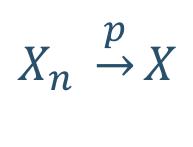 Xₙ →ᵖ X